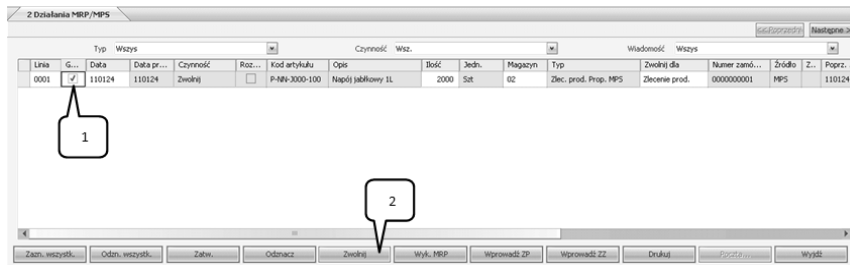 2 Działania MRP/MPS
<< Poprzedni Następne >
Typ Wszys Czynność Wsz. Wiadomość Wszys
Linia G... Data Data pr... Czynność Roz... Kod artykułu Opis Ilość Jedn. Magazyn Typ Zwolnij dla Numer zamó... Źródło Z... Poprz.
0001 110124 110124 Zwolnij P-NN-J000-100 Napój jabłkowy 1L 2000 Szt 02 Zlec. prod. Prop. MPS Zlecenie prod. 0000000001 MPS 110124
1
2
Zazn. wszystk. Odzn. wszystk. Zatw. Odznacz Zwolnij Wyk. MRP Wprowadź ZP Wprowadź ZZ Drukuj Poczta... Wyjdź